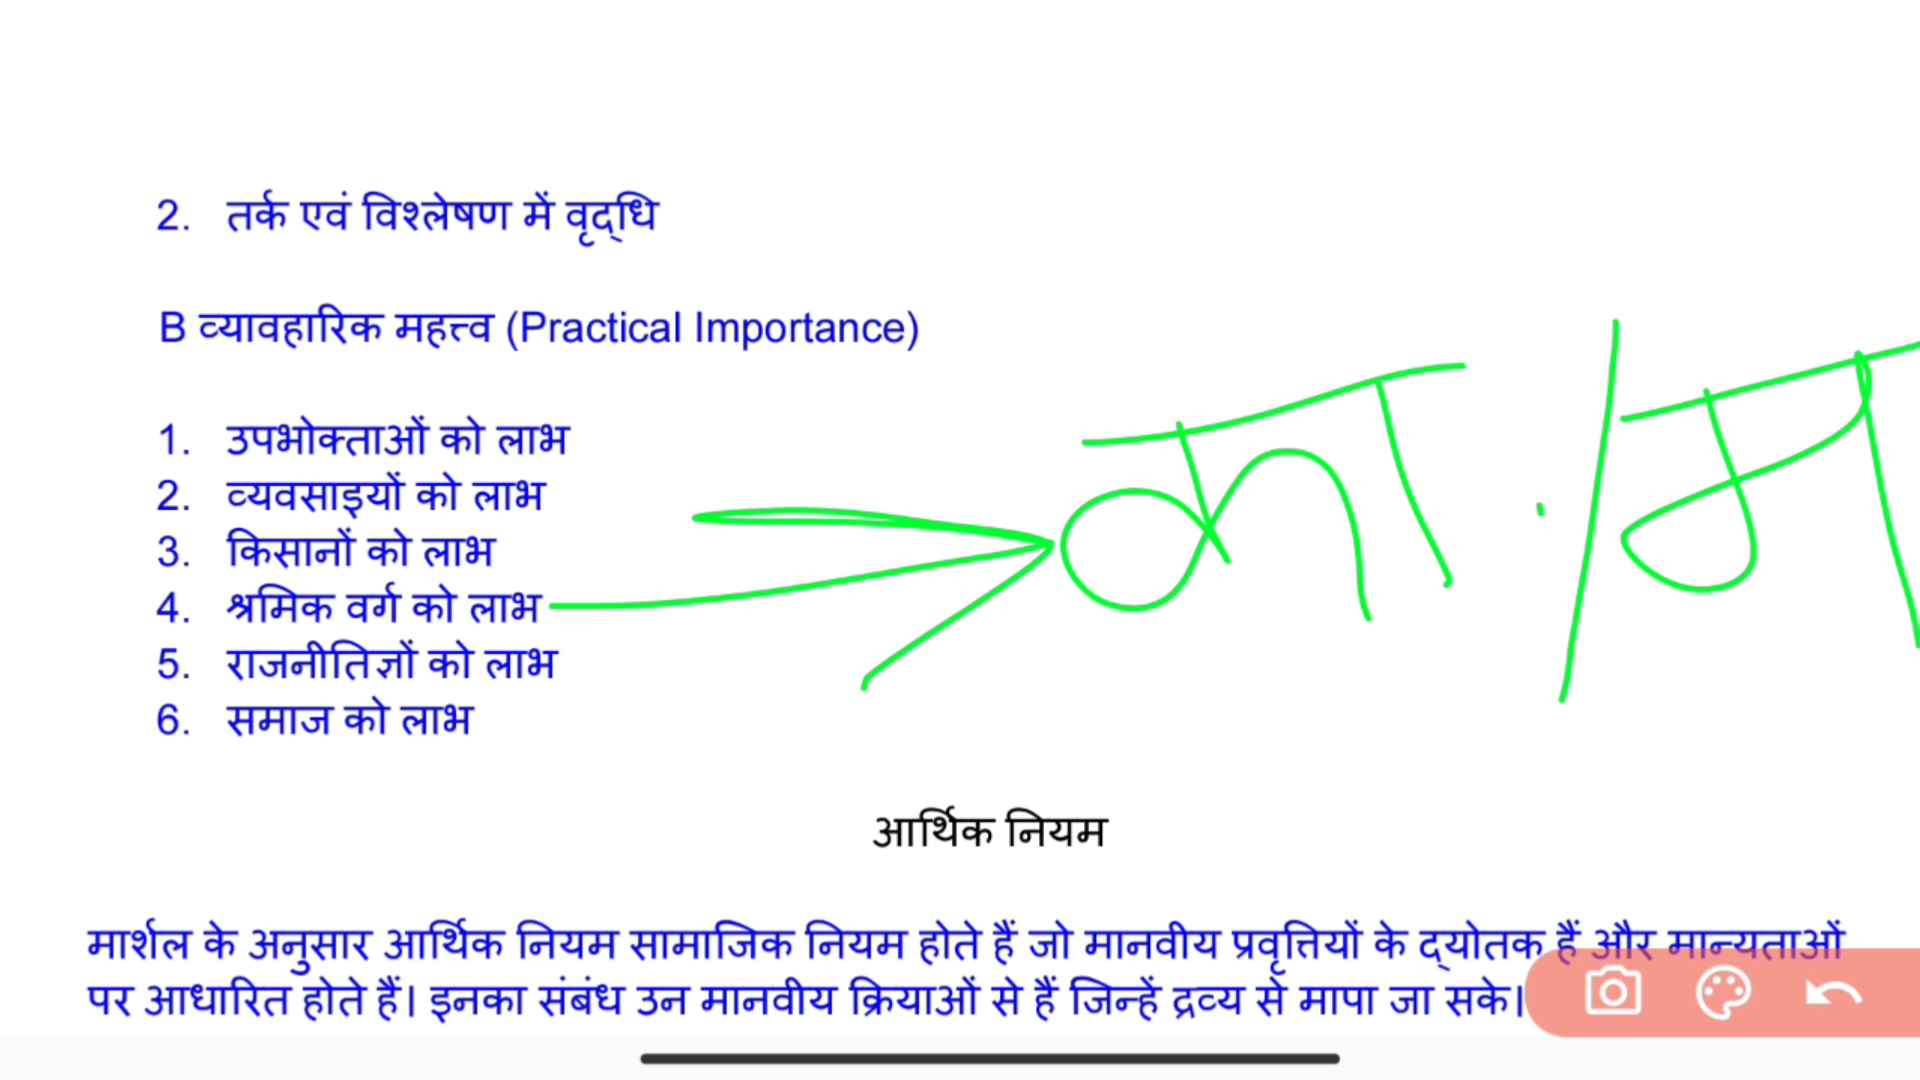 2. तर्क एवं विश्लेषण में वृद्धि
B व्यावहारिक महत्त्व (Practical Importance)
1. उपभोक्ताओं को लाभ
2. व्यवसाइयों को लाभ
3. किसानों को लाभ
4. श्रमिक वर्ग को लाभ
5. राजनीतिज्ञों को लाभ
6. समाज को लाभ
आर्थिक नियम
मार्शल के अनुसार आर्थिक नियम सामाजिक नियम होते हैं जो मानवीय प्रवृत्तियों के द्योतक हैं और मान्यताओं
पर आधारित होते हैं। इनका संबंध उन मानवीय क्रियाओं से हैं जिन्हें द्रव्य से मापा जा सके।